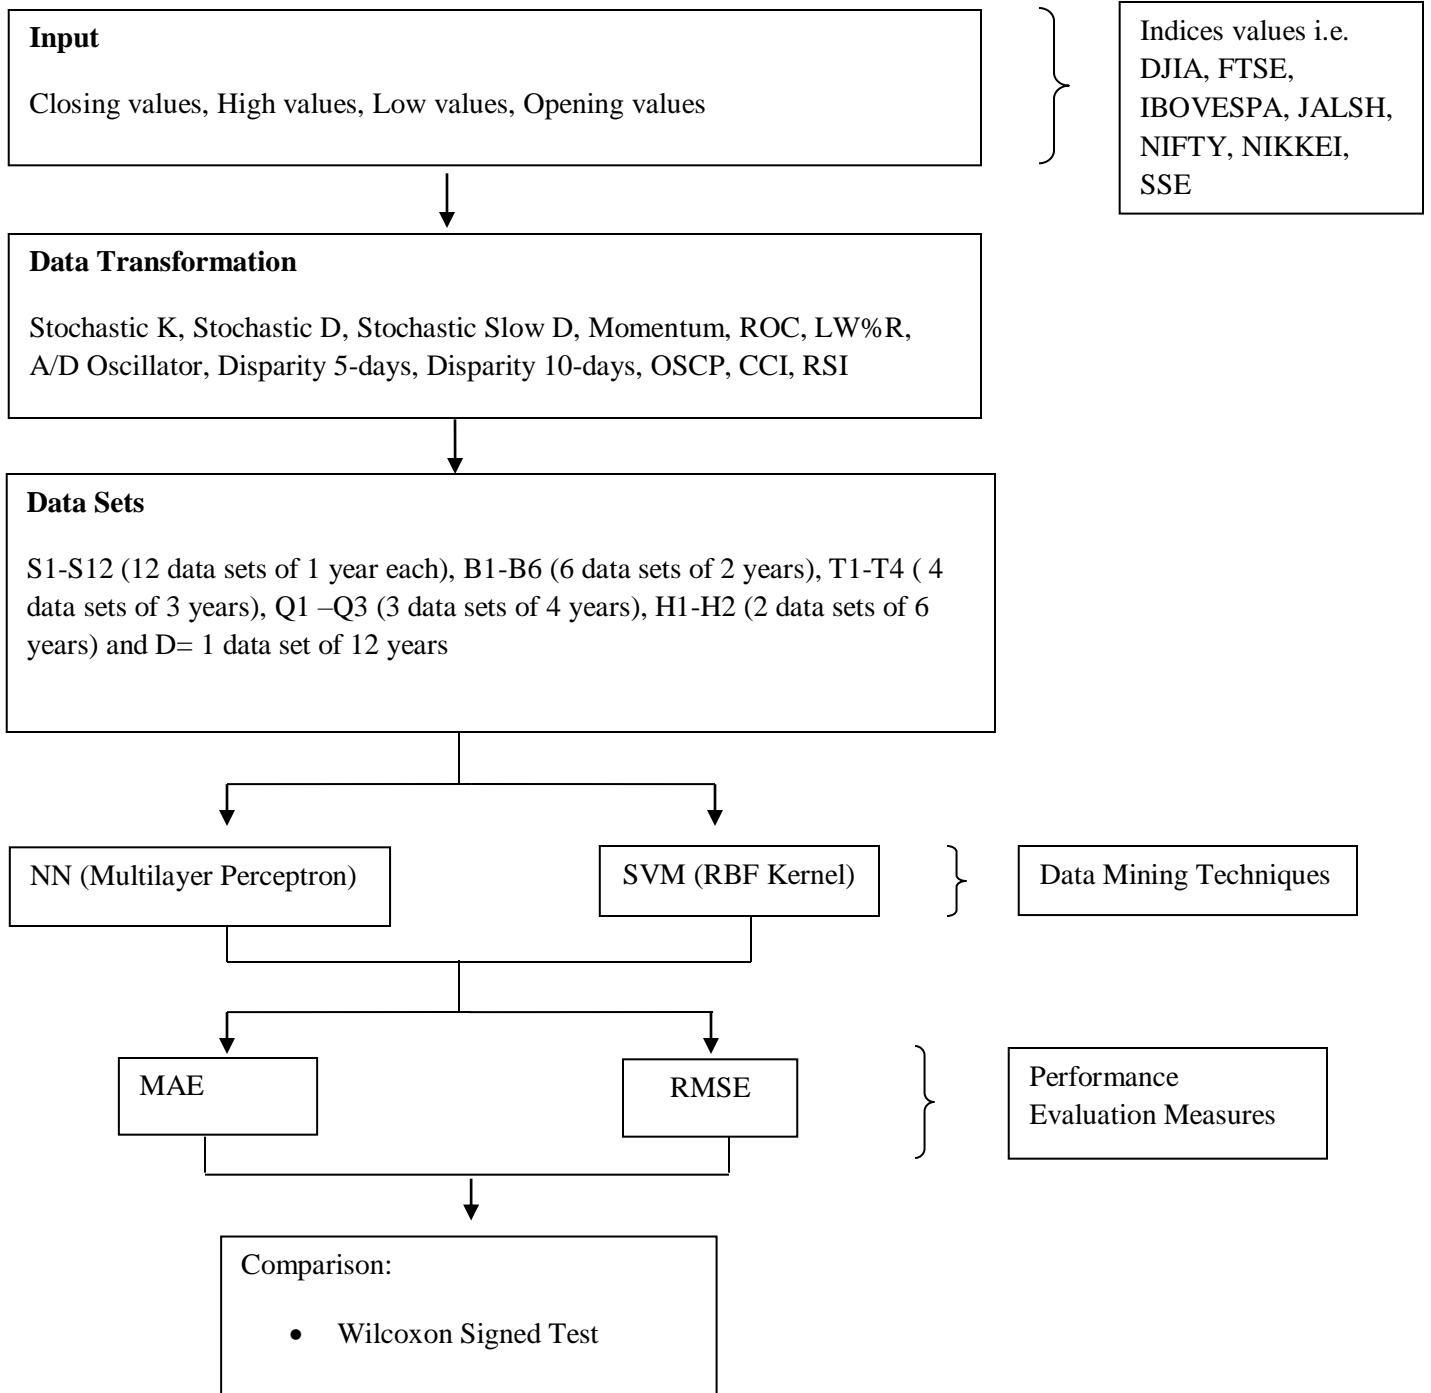 Input
Closing values, High values, Low values, Opening values
Indices values i.e.
DJIA, FTSE,
IBOVESPA, JALSH,
NIFTY, NIKKEI,
SSE
Data Transformation
Stochastic K, Stochastic D, Stochastic Slow D, Momentum, ROC, LW%R,
A/D Oscillator, Disparity 5-days, Disparity 10-days, OSCP, CCI, RSI
Data Sets
S1-S12 (12 data sets of 1 year each), B1-B6 (6 data sets of 2 years), T1-T4 ( 4
data sets of 3 years), Q1 –Q3 (3 data sets of 4 years), H1-H2 (2 data sets of 6
years) and D= 1 data set of 12 years
NN (Multilayer Perceptron)
SVM (RBF Kernel)
Data Mining Techniques
MAE
RMSE
Performance
Evaluation Measures
Comparison:
• Wilcoxon Signed Test